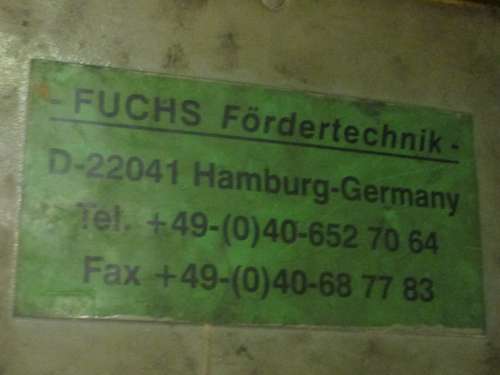 - FUCHS Fördertechnik -
D-22041 Hamburg-Germany
Tel. +49-(0)40-652 70 64
Fax +49-(0)40-68 77 83